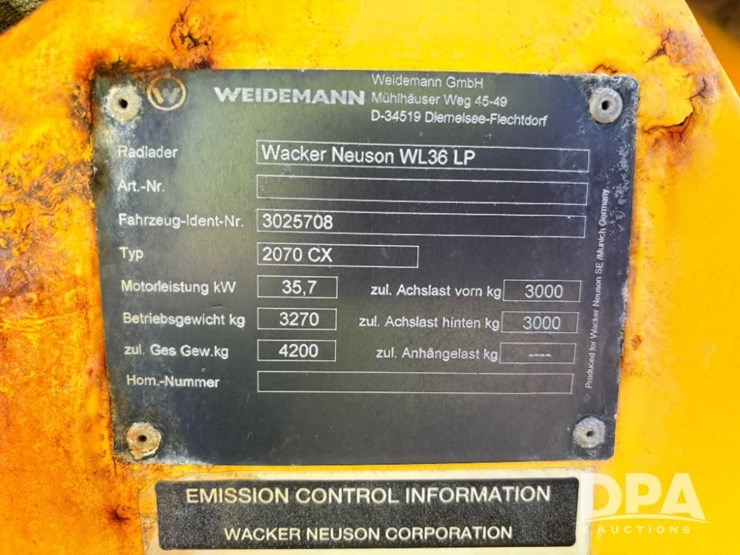 W WEIDEMANN
Weidemann GmbH
Mühlhäuser Weg 45-49
D-34519 Diemelsee-Flechtdorf
Radlader Wacker Neuson WL36 LP
Art.-Nr.
Fahrzeug-Ident-Nr. 3025708
Typ 2070 CX
Motorleistung kW 35,7 zul. Achslast vorn kg 3000
Betriebsgewicht kg 3270 zul. Achslast hinten kg 3000
zul. Ges Gew.kg 4200 zul. Anhängelast kg ----
Hom.-Nummer
Produced for Wacker Neuson SE /Munich Germany
EMISSION CONTROL INFORMATION
WACKER NEUSON CORPORATION
DPA
AUCTIONS